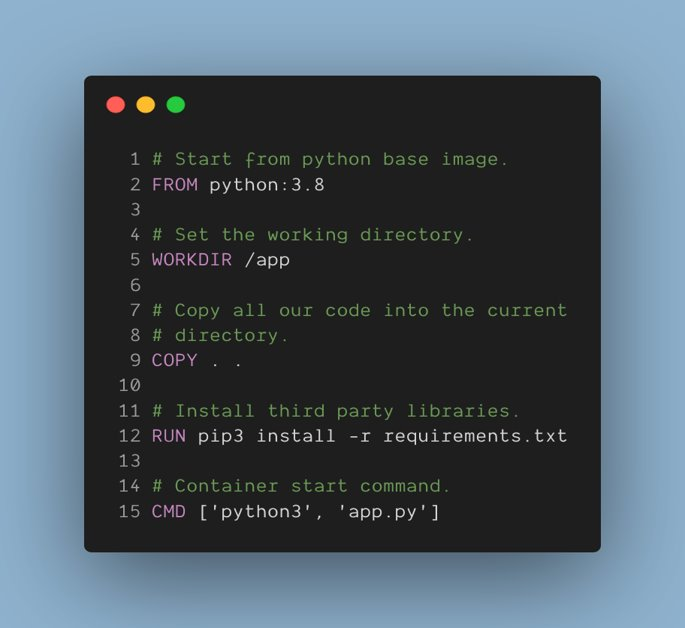 1 # Start from python base image.
2 FROM python:3.8
3
4 # Set the working directory.
5 WORKDIR /app
6
7 # Copy all our code into the current
8 # directory.
9 COPY . .
10
11 # Install third party libraries.
12 RUN pip3 install -r requirements.txt
13
14 # Container start command.
15 CMD ['python3', 'app.py']